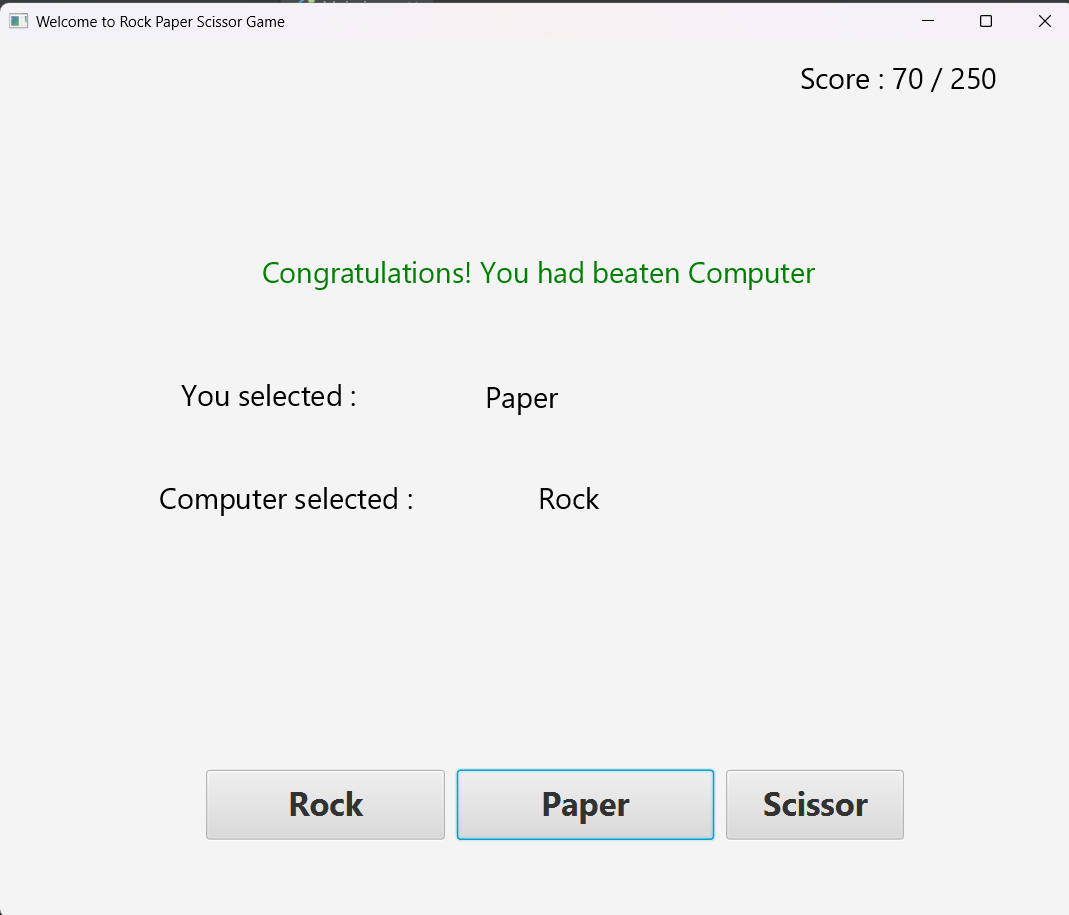 Welcome to Rock Paper Scissor Game
Score : 70 / 250
Congratulations! You had beaten Computer
You selected : Paper
Computer selected : Rock
Rock Paper Scissor